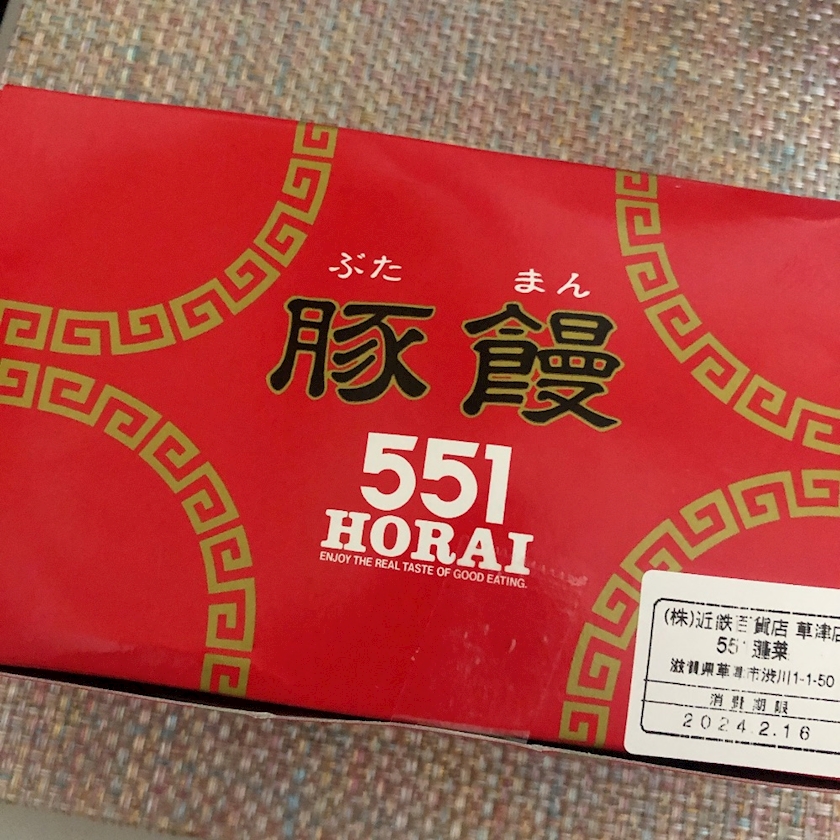 ぶた まん
豚饅
551
HORAI
ENJOY THE REAL TASTE OF GOOD EATING.
(株)近鉄百貨店 草津店
551蓬莱
滋賀県草津市渋川1-1-50
消費期限
2024.2.16